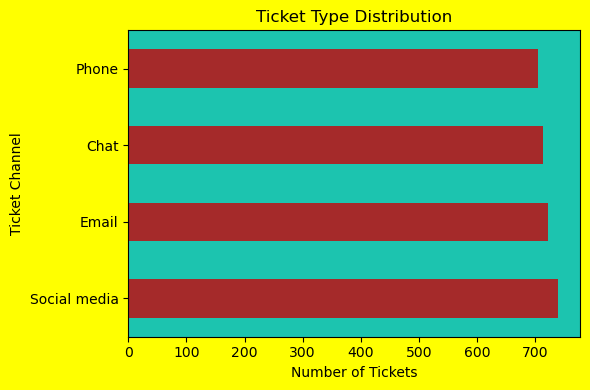 Ticket Type Distribution
Ticket Channel
Phone
Chat
Email
Social media
0 100 200 300 400 500 600 700
Number of Tickets